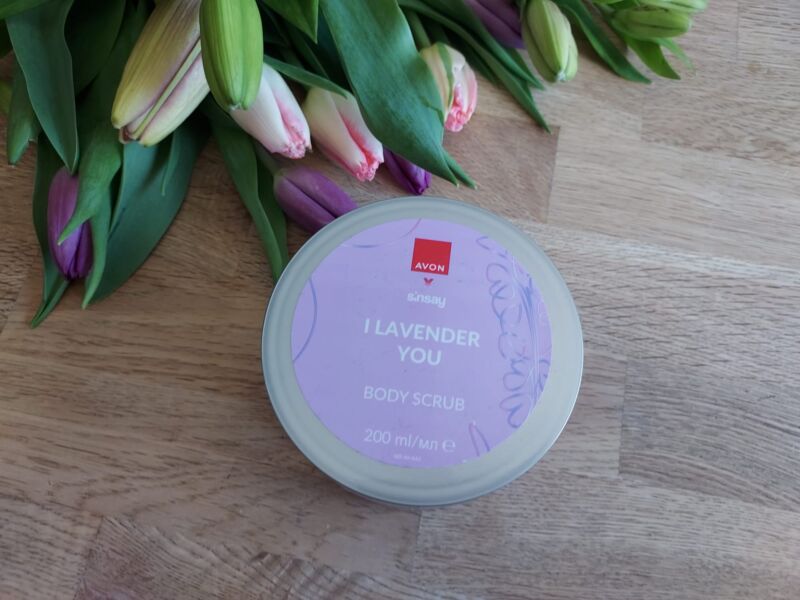 AVON
sinsay
I LAVENDER
YOU
BODY SCRUB
200 ml/мл ℮